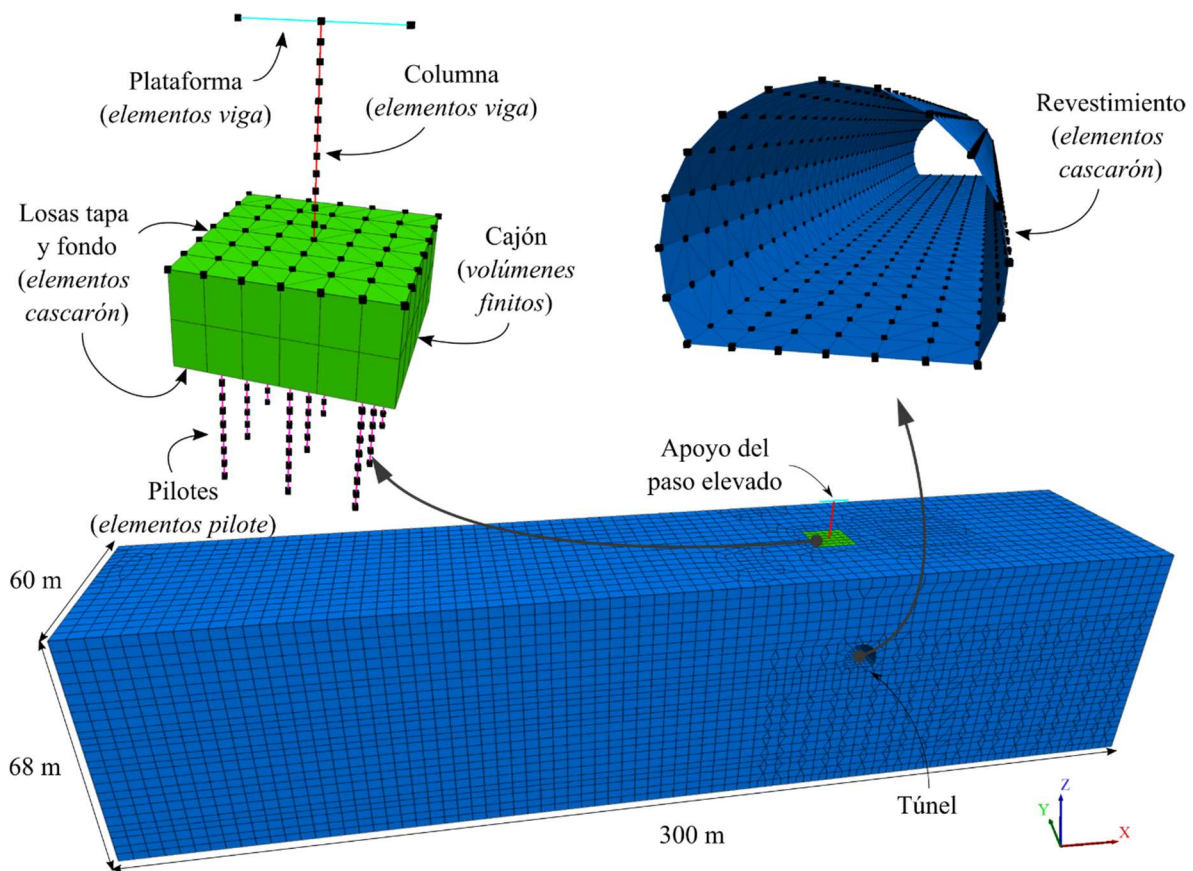 Plataforma
(elementos viga)
Columna
(elementos viga)
Revestimiento
(elementos
cascarón)
Losas tapa
y fondo
(elementos
cascarón)
Cajón
(volúmenes
finitos)
Pilotes
(elementos pilote)
Apoyo del
paso elevado
60 m
68 m
300 m
Túnel
Z
Y
X